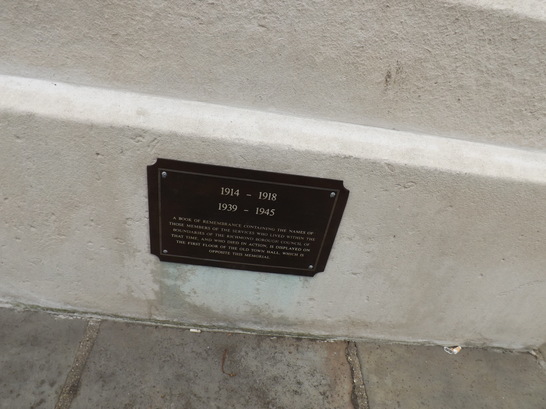 1914 - 1918
1939 - 1945
A BOOK OF REMEMBRANCE CONTAINING THE NAMES OF
THOSE MEMBERS OF THE SERVICES WHO LIVED WITHIN THE
BOUNDARIES OF THE RICHMOND BOROUGH COUNCIL OF
THAT TIME, AND WHO DIED IN ACTION, IS DISPLAYED ON
THE FIRST FLOOR OF THE OLD TOWN HALL, WHICH IS
OPPOSITE THIS MEMORIAL